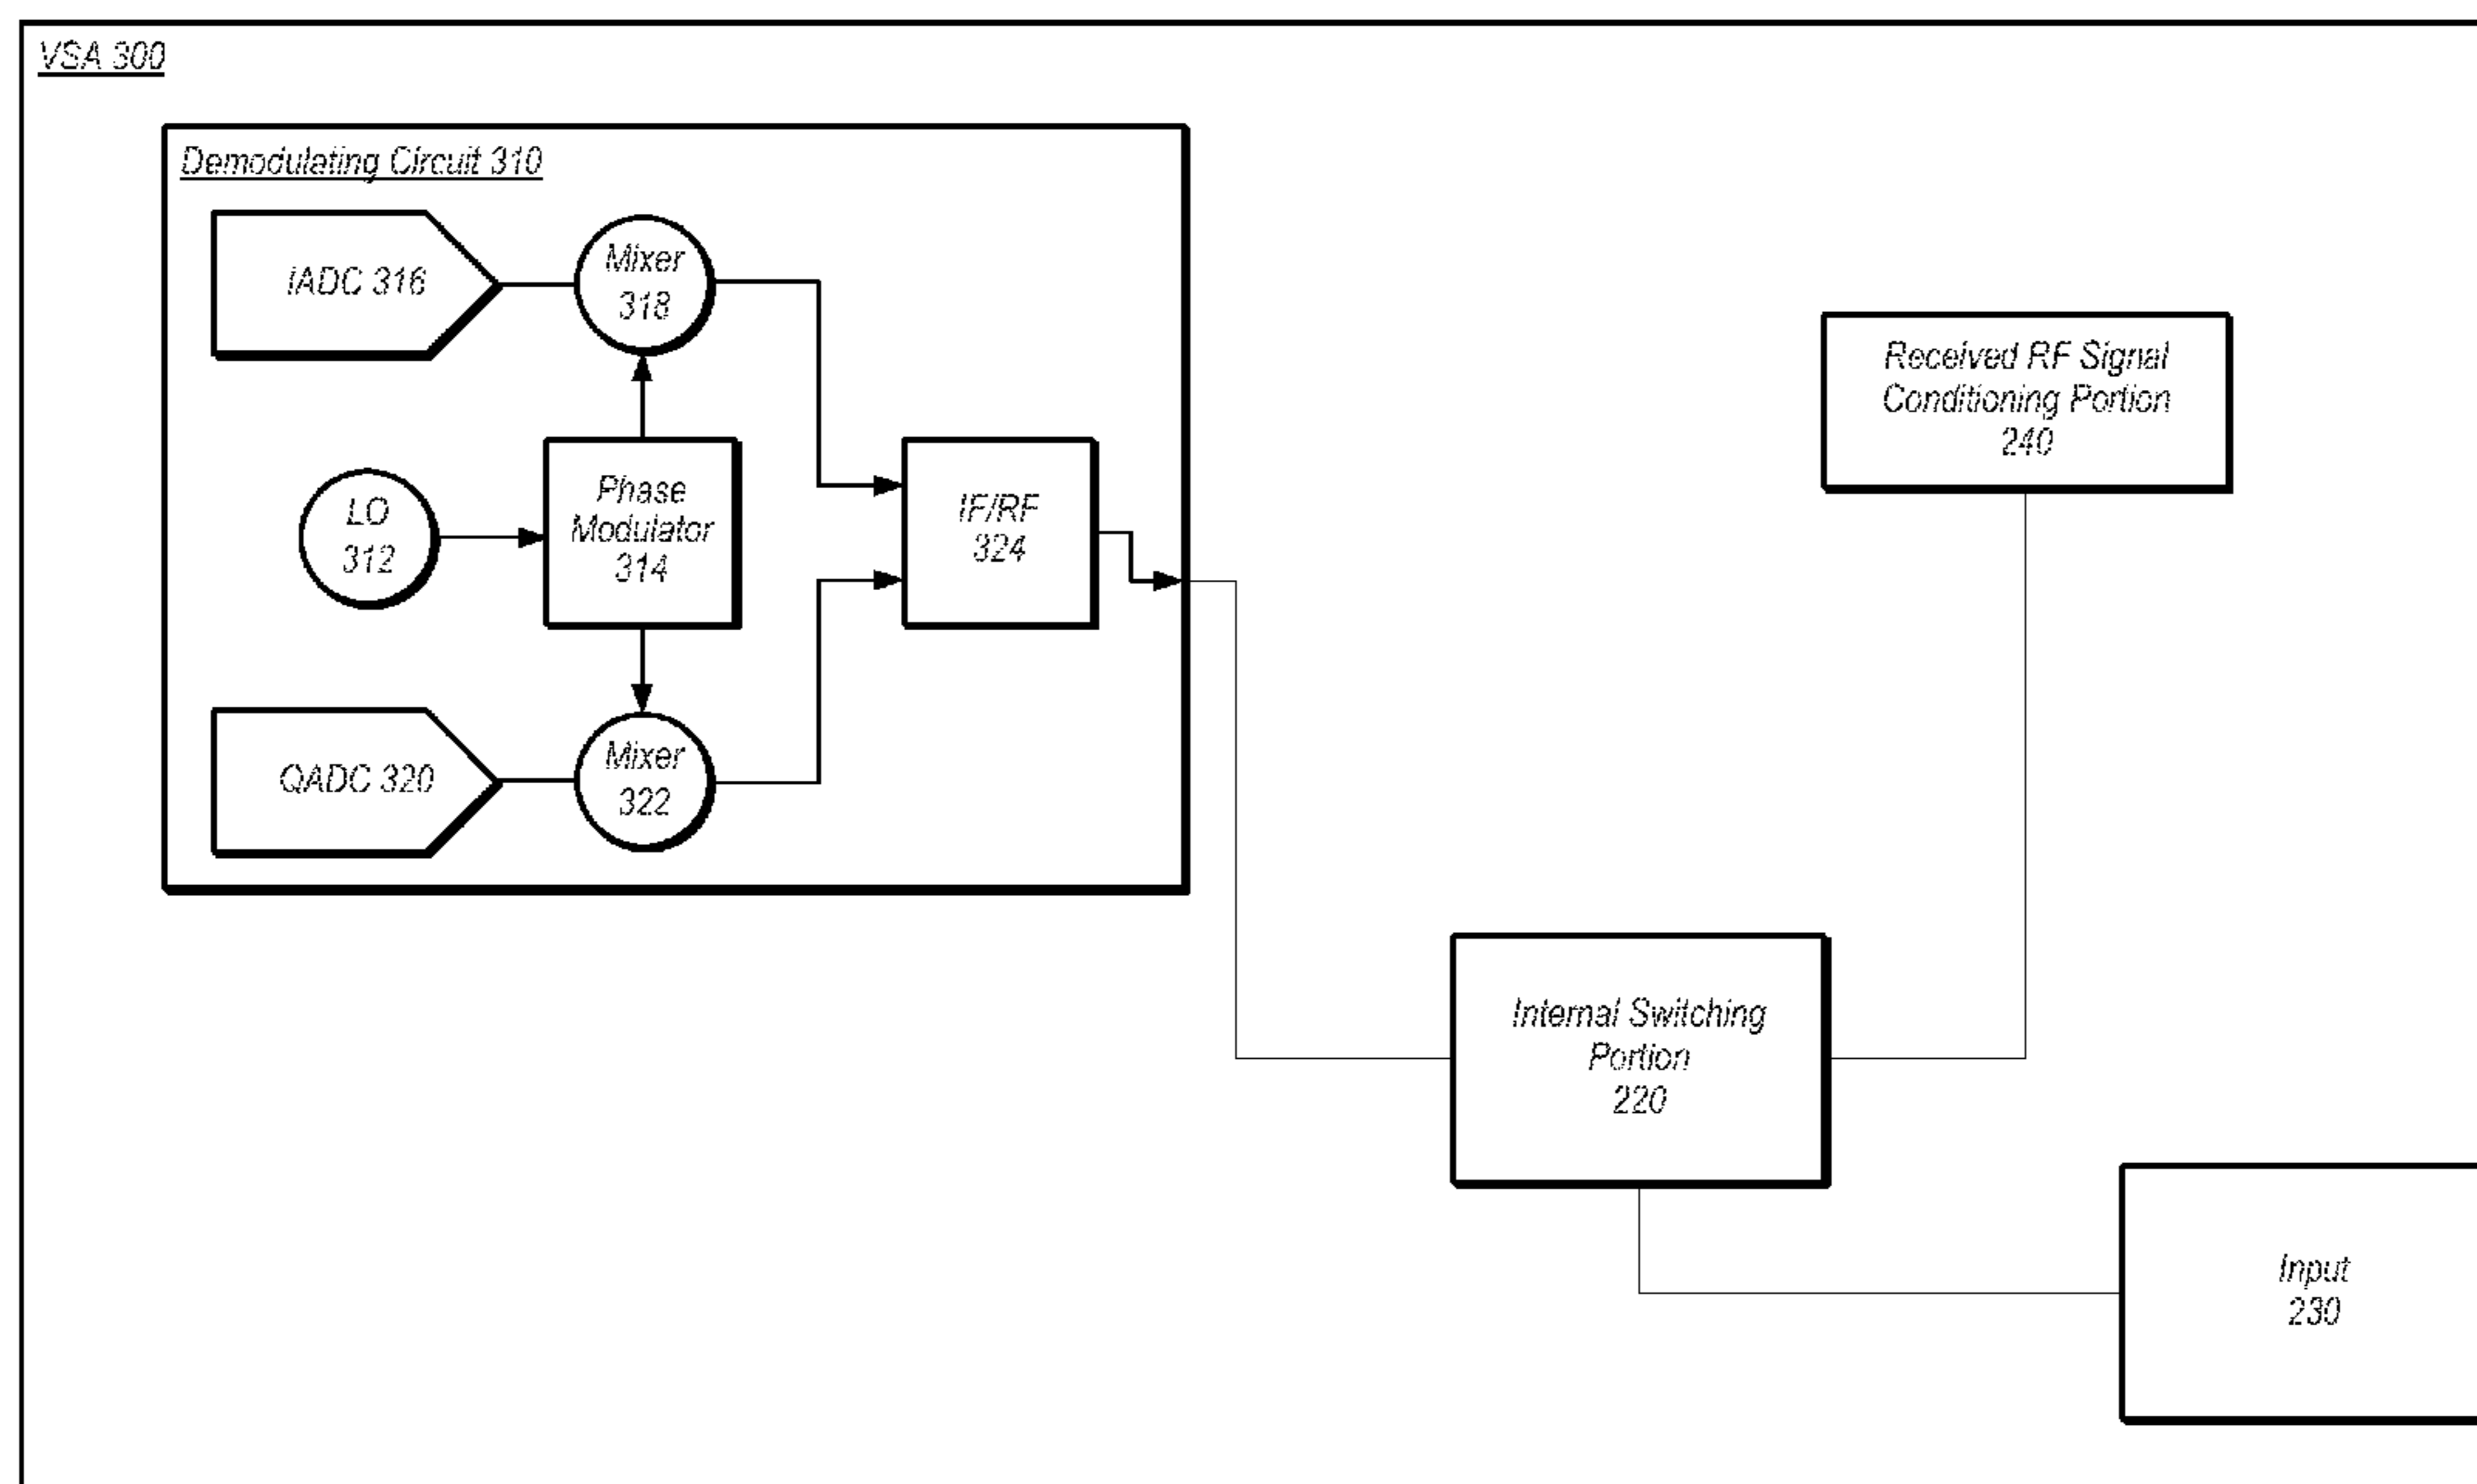 VSA 300
Demodulating Circuit 310
IADC 316
Mixer
318
Received RF Signal
Conditioning Portion
240
LO
312
Phase
Modulator
314
IF/RF
324
QADC 320
Mixer
322
Internal Switching
Portion
220
Input
230